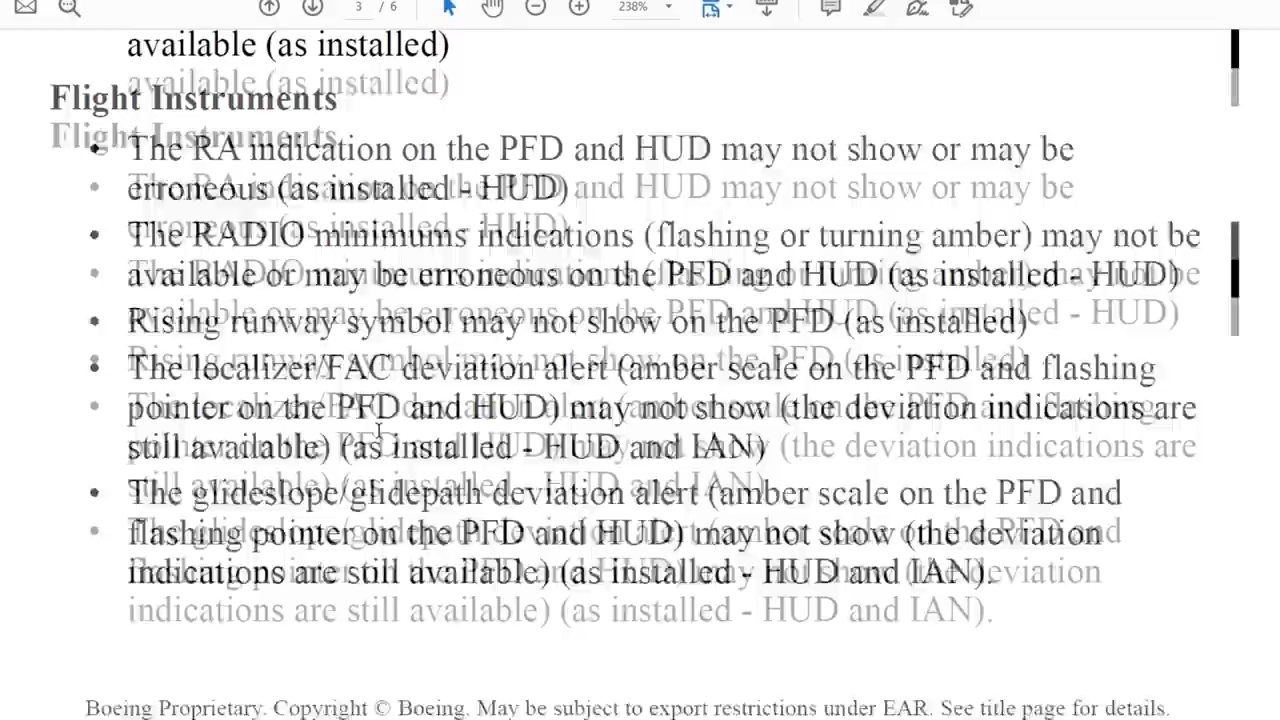 3 / 6
238%
available (as installed)
Flight Instruments
• The RA indication on the PFD and HUD may not show or may be
erroneous (as installed - HUD)
• The RADIO minimums indications (flashing or turning amber) may not be
available or may be erroneous on the PFD and HUD (as installed - HUD)
• Rising runway symbol may not show on the PFD (as installed)
• The localizer/FAC deviation alert (amber scale on the PFD and flashing
pointer on the PFD and HUD) may not show (the deviation indications are
still available) (as installed - HUD and IAN)
• The glideslope/glidepath deviation alert (amber scale on the PFD and
flashing pointer on the PFD and HUD) may not show (the deviation
indications are still available) (as installed - HUD and IAN).
Boeing Proprietary. Copyright © Boeing. May be subject to export restrictions under EAR. See title page for details.